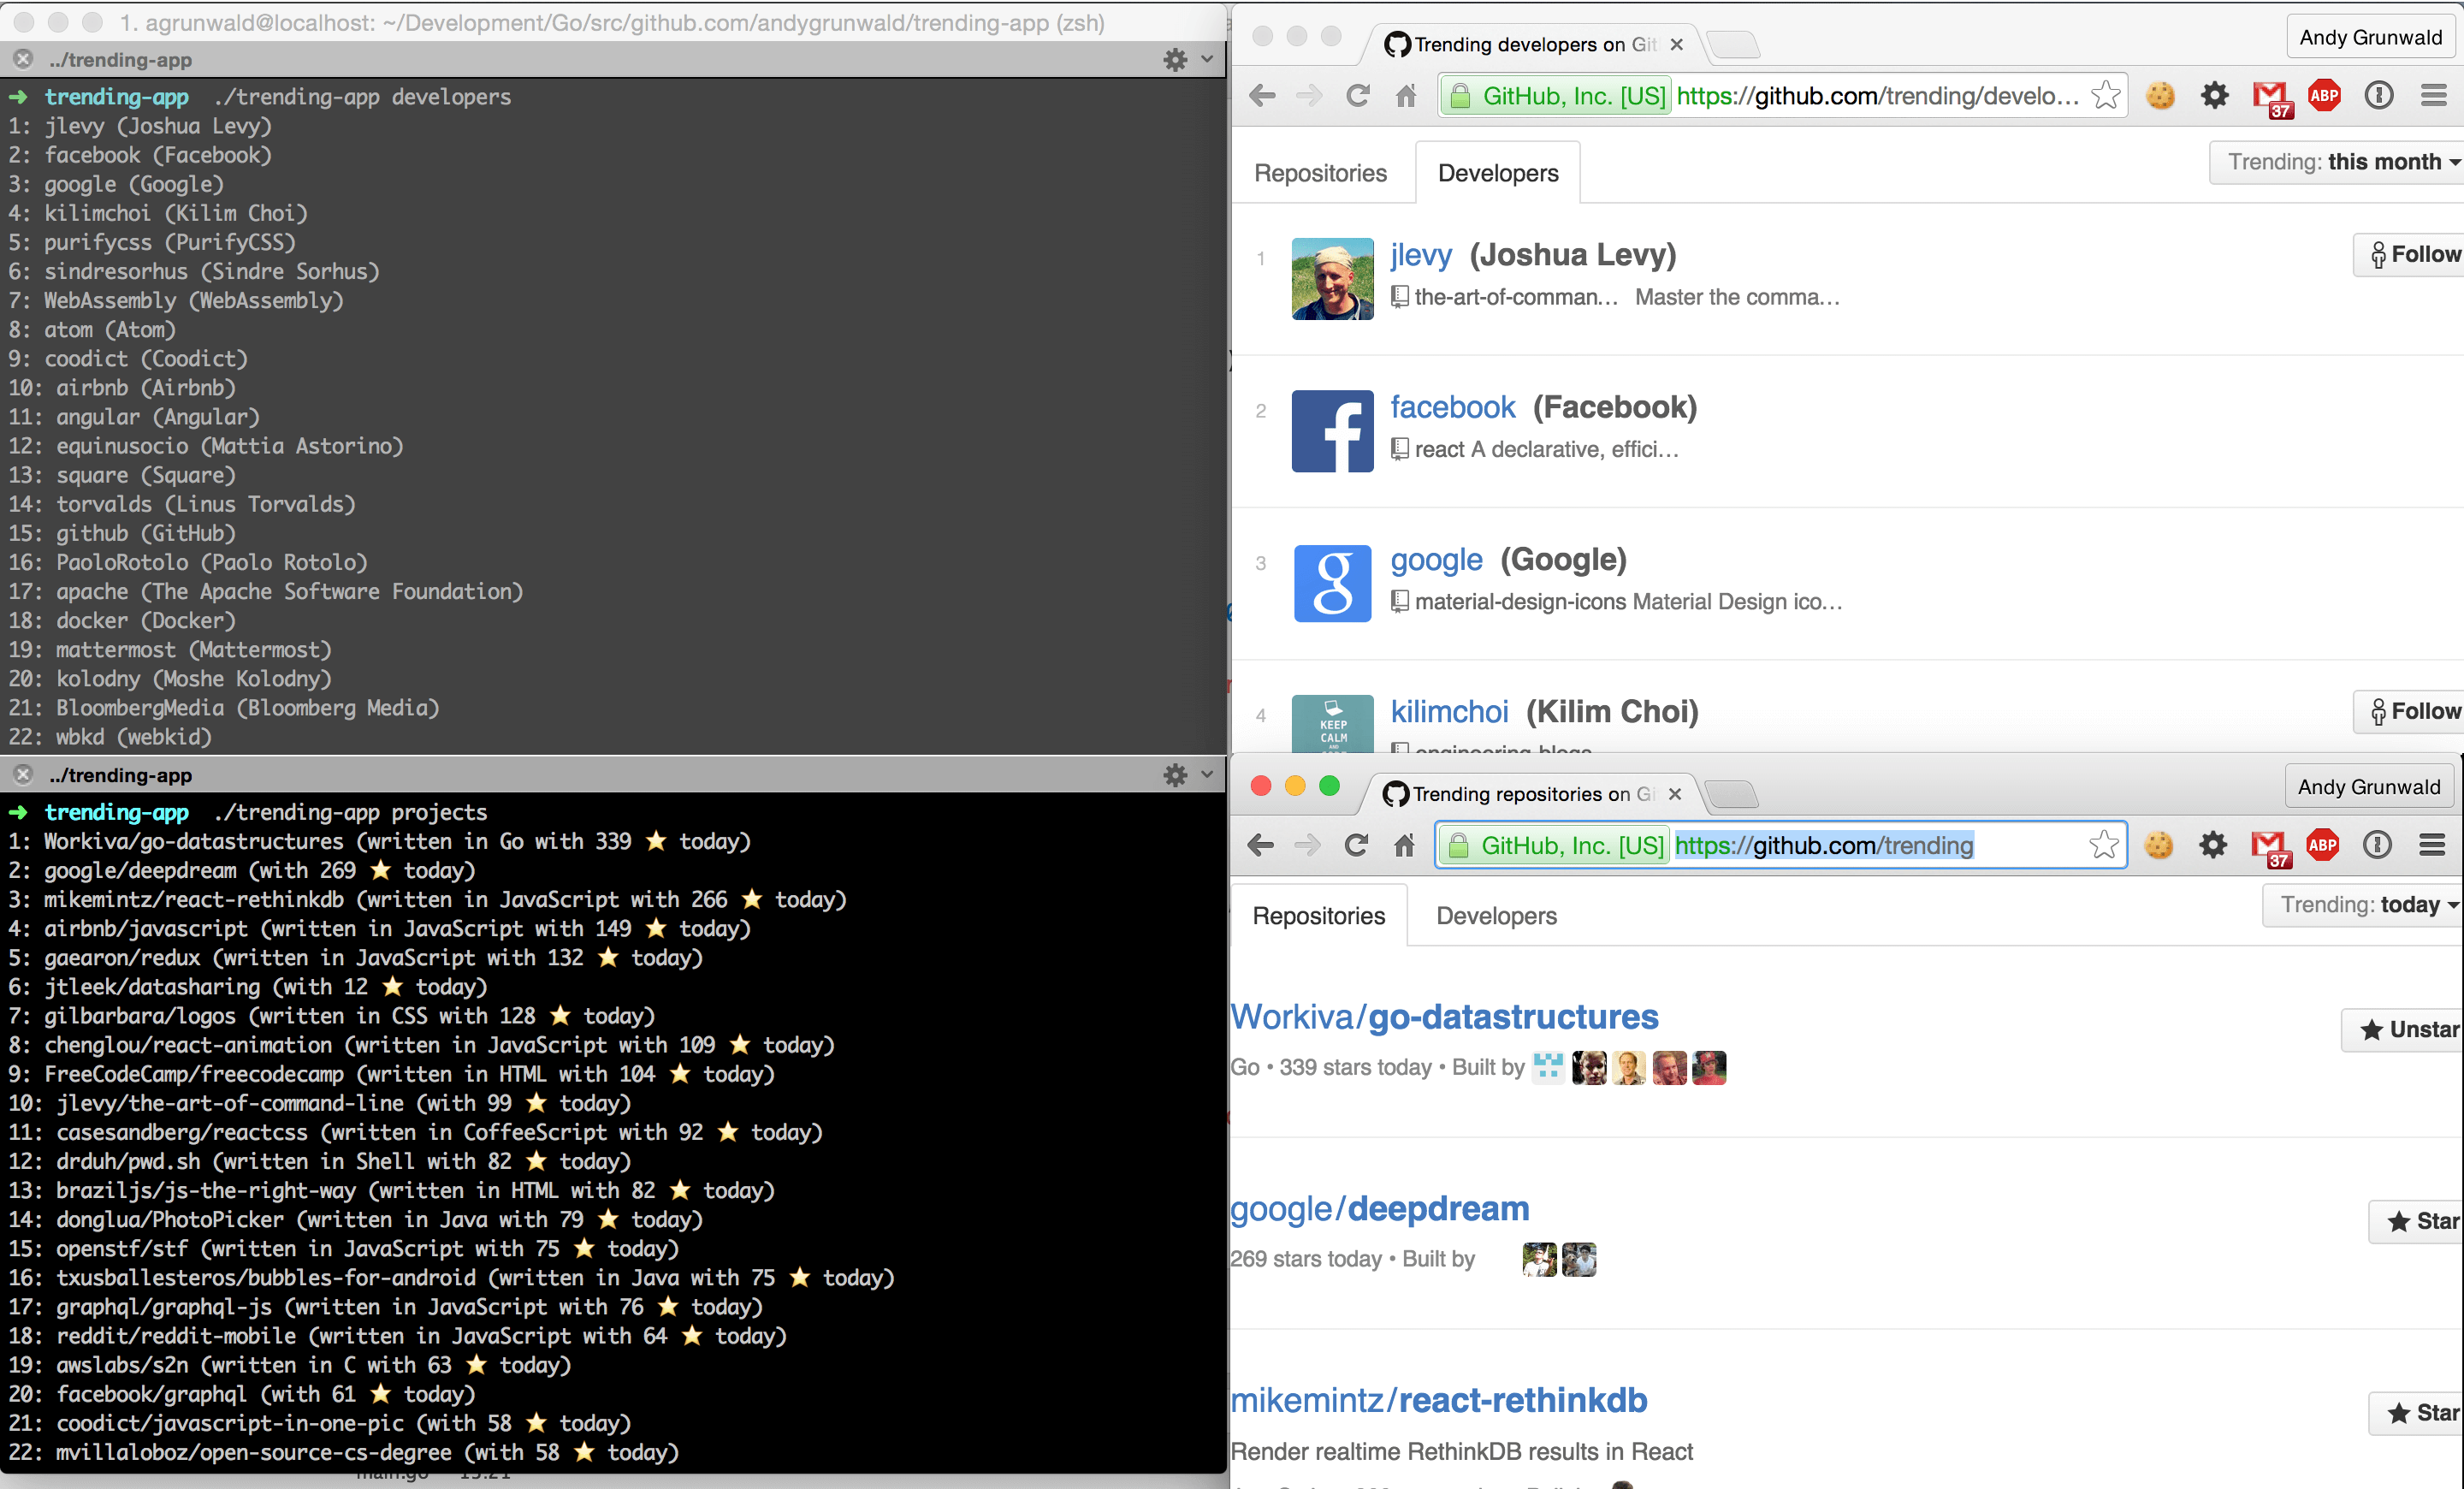 1. agrunwald@localhost: ~/Development/Go/src/github.com/andygrunwald/trending-app (zsh)
../trending-app
➜ trending-app ./trending-app developers
1: jlevy (Joshua Levy)
2: facebook (Facebook)
3: google (Google)
4: kilimchoi (Kilim Choi)
5: purifycss (PurifyCSS)
6: sindresorhus (Sindre Sorhus)
7: WebAssembly (WebAssembly)
8: atom (Atom)
9: coodict (Coodict)
10: airbnb (Airbnb)
11: angular (Angular)
12: equinusocio (Mattia Astorino)
13: square (Square)
14: torvalds (Linus Torvalds)
15: github (GitHub)
16: PaoloRotolo (Paolo Rotolo)
17: apache (The Apache Software Foundation)
18: docker (Docker)
19: mattermost (Mattermost)
20: kolodny (Moshe Kolodny)
21: BloombergMedia (Bloomberg Media)
22: wbkd (webkid)
../trending-app
➜ trending-app ./trending-app projects
1: Workiva/go-datastructures (written in Go with 339 ⭐ today)
2: google/deepdream (with 269 ⭐ today)
3: mikemintz/react-rethinkdb (written in JavaScript with 266 ⭐ today)
4: airbnb/javascript (written in JavaScript with 149 ⭐ today)
5: gaearon/redux (written in JavaScript with 132 ⭐ today)
6: jtleek/datasharing (with 12 ⭐ today)
7: gilbarbara/logos (written in CSS with 128 ⭐ today)
8: chenglou/react-animation (written in JavaScript with 109 ⭐ today)
9: FreeCodeCamp/freecodecamp (written in HTML with 104 ⭐ today)
10: jlevy/the-art-of-command-line (with 99 ⭐ today)
11: casesandberg/reactcss (written in CoffeeScript with 92 ⭐ today)
12: drduh/pwd.sh (written in Shell with 82 ⭐ today)
13: braziljs/js-the-right-way (written in HTML with 82 ⭐ today)
14: donglua/PhotoPicker (written in Java with 79 ⭐ today)
15: openstf/stf (written in JavaScript with 75 ⭐ today)
16: txusballesteros/bubbles-for-android (written in Java with 75 ⭐ today)
17: graphql/graphql-js (written in JavaScript with 76 ⭐ today)
18: reddit/reddit-mobile (written in JavaScript with 64 ⭐ today)
19: awslabs/s2n (written in C with 63 ⭐ today)
20: facebook/graphql (with 61 ⭐ today)
21: coodict/javascript-in-one-pic (with 58 ⭐ today)
22: mvillaloboz/open-source-cs-degree (with 58 ⭐ today)
Trending developers on Git
Andy Grunwald
GitHub, Inc. [US] https://github.com/trending/develo...
37
ABP
Repositories
Developers
Trending: this month
1
jlevy (Joshua Levy)
the-art-of-comman… Master the comma…
Follow
2
facebook (Facebook)
react A declarative, effici…
3
google (Google)
material-design-icons Material Design ico…
4
KEEP
CALM
AND
kilimchoi (Kilim Choi)
engineering-blogs
Follow
Trending repositories on Gi
Andy Grunwald
GitHub, Inc. [US] https://github.com/trending
37
ABP
Repositories
Developers
Trending: today
Workiva/go-datastructures
Go • 339 stars today • Built by
Unstar
google/deepdream
269 stars today • Built by
Star
mikemintz/react-rethinkdb
Render realtime RethinkDB results in React
Star